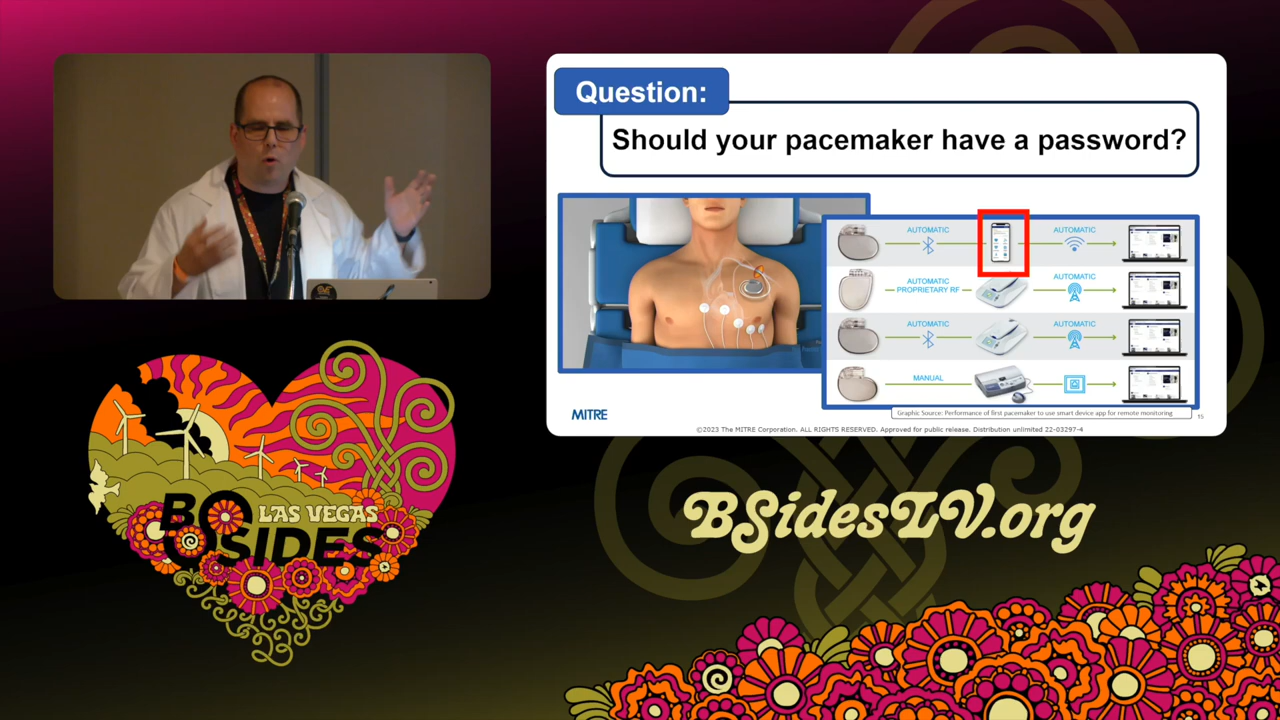 Question:
Should your pacemaker have a password?
AUTOMATIC
AUTOMATIC
AUTOMATIC
PROPRIETARY RF
AUTOMATIC
AUTOMATIC
AUTOMATIC
MANUAL
Graphic Source: Performance of first pacemaker to use smart device app for remote monitoring
MITRE
15
©2023 The MITRE Corporation. ALL RIGHTS RESERVED. Approved for public release. Distribution unlimited 22-03297-4
BSIDES
LAS VEGAS
23
BSidesLV.org